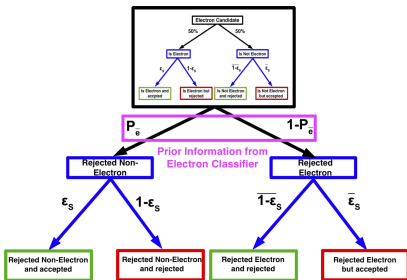 Electron Candidate
50%
50%
Is Electron
Is Not Electron
εs
1-εs
1-εs
εs
Is Electron and
accpted
Is Electron but
rejected
Is Not Electron
and rejected
Is Not Electron
but accepted
Pe
1-Pe
Prior Information from
Electron Classifier
Rejected Non-
Electron
Rejected
Electron
εS
1-εS
1-εS
εS
Rejected Non-Electron
and accepted
Rejected Non-Electron
and rejected
Rejected Electron
and rejected
Rejected Electron
but accepted